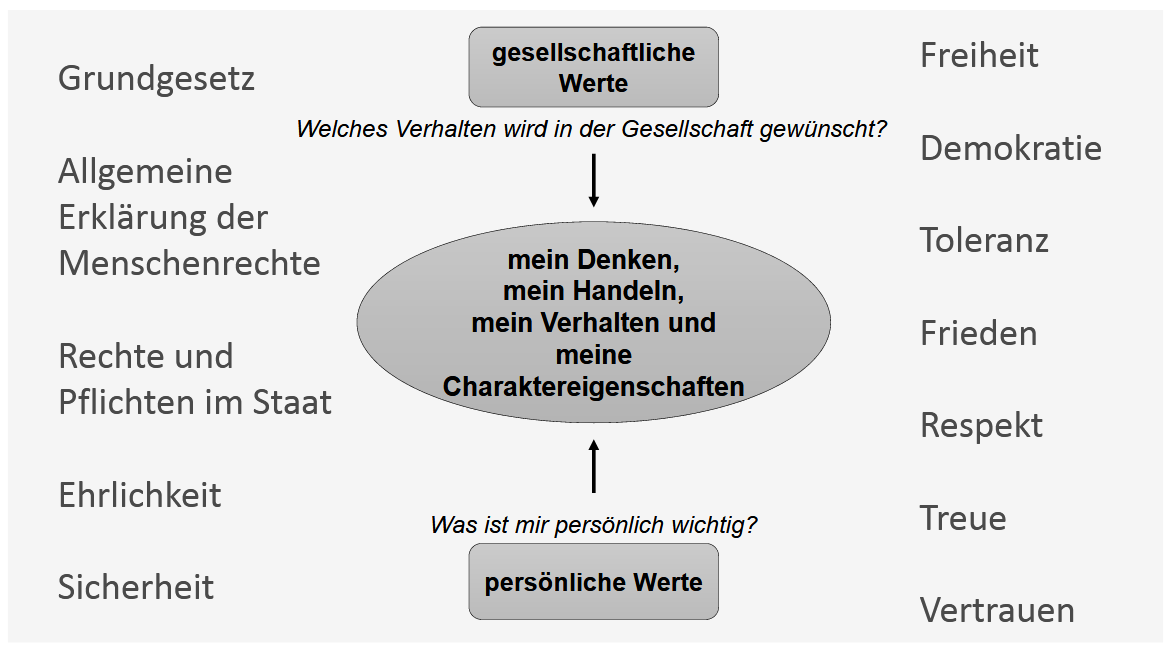 Grundgesetz
Allgemeine
Erklärung der
Menschenrechte
Rechte und
Pflichten im Staat
Ehrlichkeit
Sicherheit
gesellschaftliche
Werte
Welches Verhalten wird in der Gesellschaft gewünscht?
mein Denken,
mein Handeln,
mein Verhalten und
meine
Charaktereigenschaften
Was ist mir persönlich wichtig?
persönliche Werte
Freiheit
Demokratie
Toleranz
Frieden
Respekt
Treue
Vertrauen